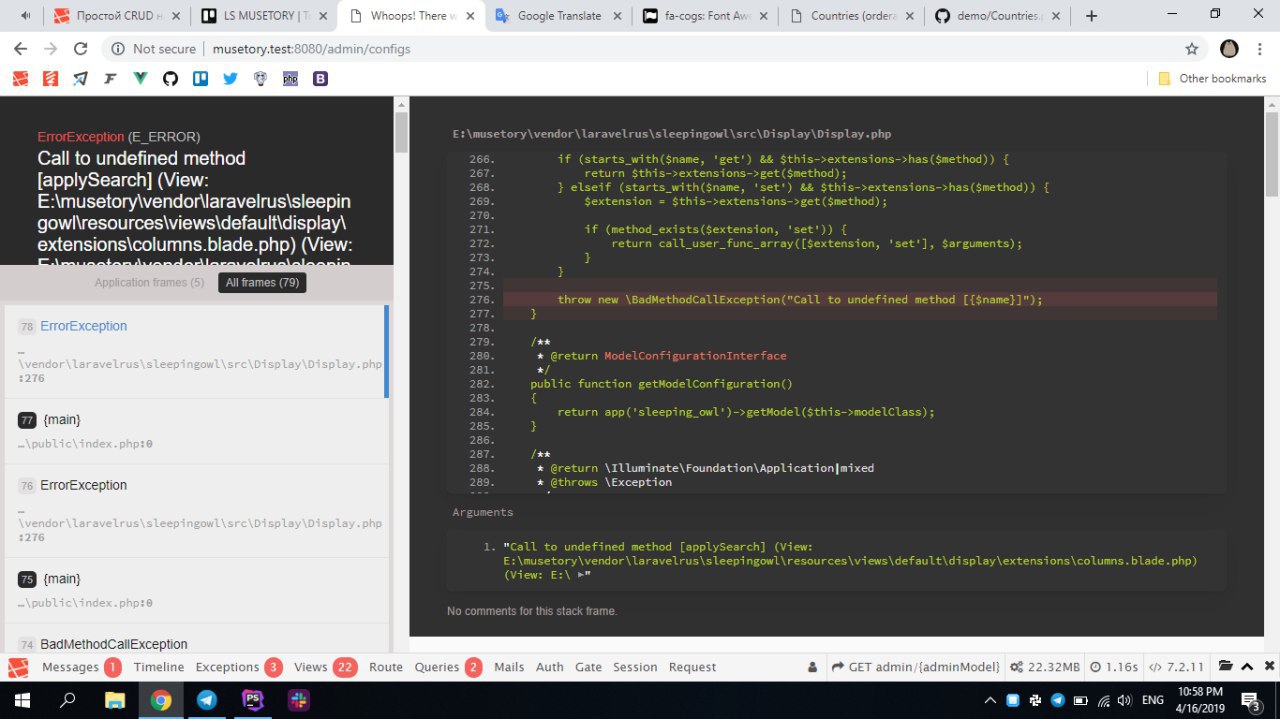 Простой CRUD н
LS MUSETORY | T
Whoops! There w
Google Translate
fa-cogs: Font Awe
Countries (ordera
demo/Countries.
Not secure | musetory.test:8080/admin/configs
Other bookmarks
ErrorException (E_ERROR)
Call to undefined method
[applySearch] (View:
E:\musetory\vendor\laravelrus\sleepin
gowl\resources\views\default\display\
extensions\columns.blade.php) (View:
E:\musetory\vendor\laravelrus\sleepin
Application frames (5) All frames (79)
78 ErrorException
…
\vendor\laravelrus\sleepingowl\src\Display\Display.php
:276
77 {main}
…\public\index.php:0
76 ErrorException
…
\vendor\laravelrus\sleepingowl\src\Display\Display.php
:276
75 {main}
…\public\index.php:0
74 BadMethodCallException
E:\musetory\vendor\laravelrus\sleepingowl\src\Display\Display.php
266. if (starts_with($name, 'get') && $this->extensions->has($method)) {
267. return $this->extensions->get($method);
268. } elseif (starts_with($name, 'set') && $this->extensions->has($method)) {
269. $extension = $this->extensions->get($method);
270.
271. if (method_exists($extension, 'set')) {
272. return call_user_func_array([$extension, 'set'], $arguments);
273. }
274. }
275.
276. throw new \BadMethodCallException("Call to undefined method [{$name}]");
277. }
278.
279. /**
280. * @return ModelConfigurationInterface
281. */
282. public function getModelConfiguration()
283. {
284. return app('sleeping_owl')->getModel($this->modelClass);
285. }
286.
287. /**
288. * @return \Illuminate\Foundation\Application|mixed
289. * @throws \Exception
Arguments
1. "Call to undefined method [applySearch] (View:
E:\musetory\vendor\laravelrus\sleepingowl\resources\views\default\display\extensions\columns.blade.php)
(View: E:\ ▸"
No comments for this stack frame.
Messages 1 Timeline Exceptions 3 Views 22 Route Queries 2 Mails Auth Gate Session Request GET admin/{adminModel} 22.32MB 1.16s 7.2.11
ENG
10:58 PM
4/16/2019
3